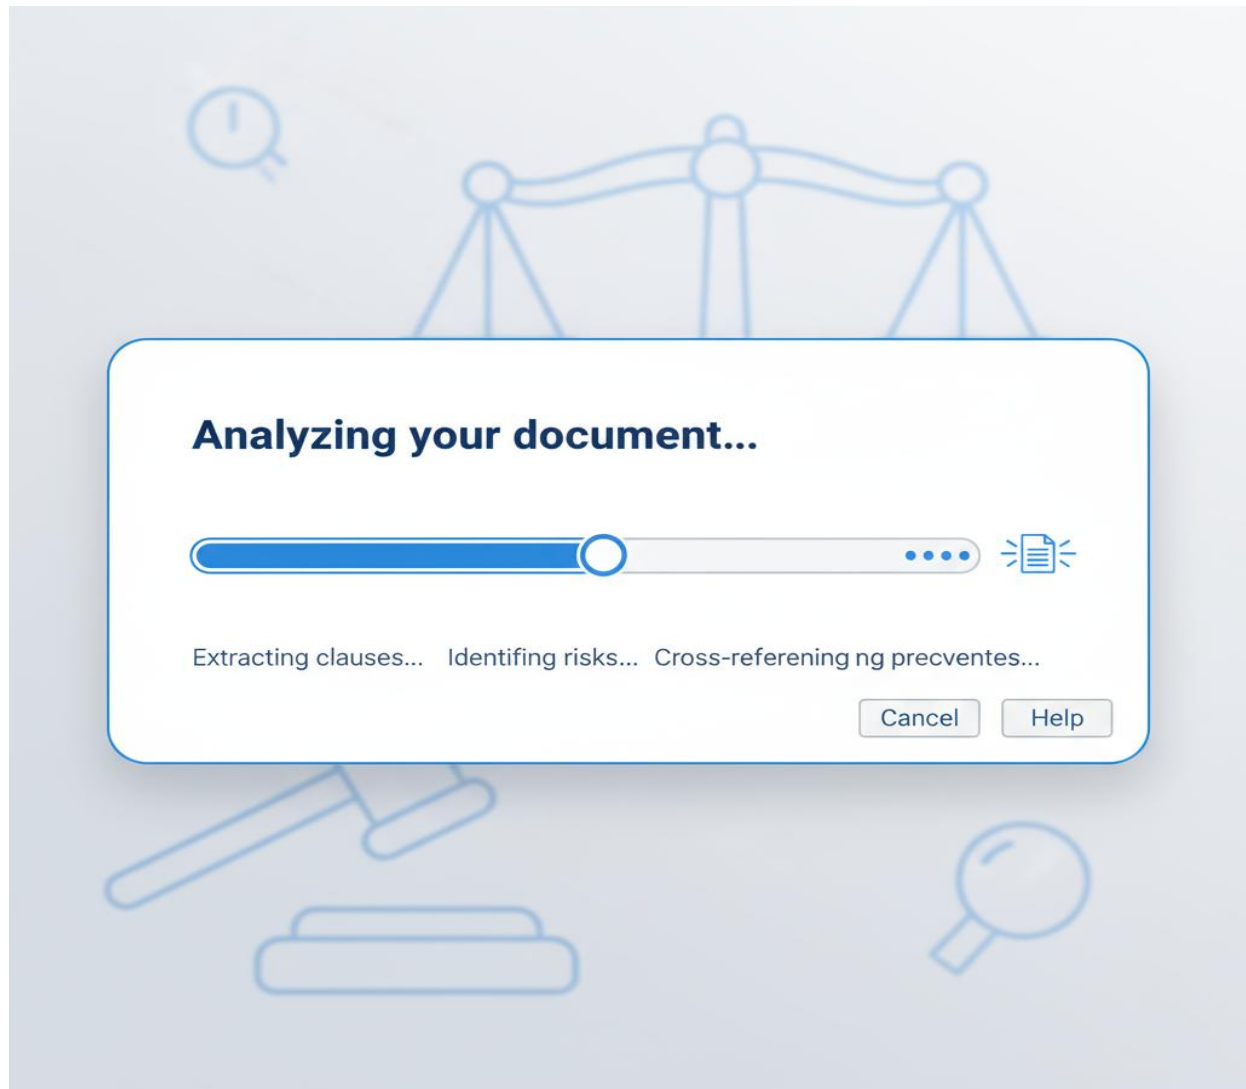 Analyzing your document...
Extracting clauses... Identifing risks... Cross-referening ng precventes...
Cancel Help